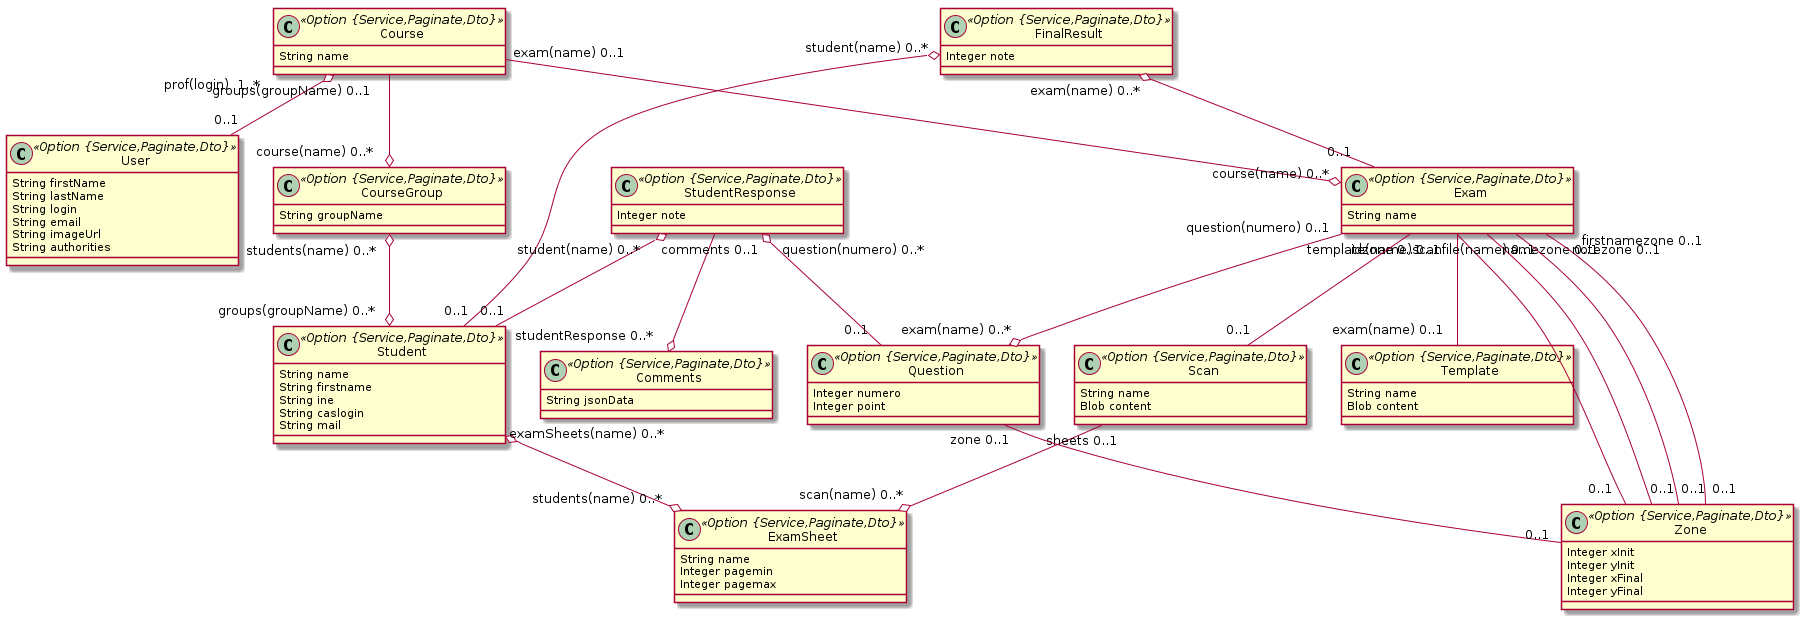 C «Option {Service,Paginate,Dto}»
Course
String name
C «Option {Service,Paginate,Dto}»
FinalResult
Integer note
exam(name) 0..1
student(name) 0..*
prof(login) 1..*
groups(groupName) 0..1
exam(name) 0..*
0..1
course(name) 0..*
0..1
course(name) 0..*
C «Option {Service,Paginate,Dto}»
User
String firstName
String lastName
String login
String email
String imageUrl
String authorities
C «Option {Service,Paginate,Dto}»
CourseGroup
String groupName
C «Option {Service,Paginate,Dto}»
StudentResponse
Integer note
C «Option {Service,Paginate,Dto}»
Exam
String name
students(name) 0..*
student(name) 0..*
comments 0..1
question(numero) 0..*
question(numero) 0..1
scanfile(name) 0..1
namezone 0..1
notezone 0..1
firstnamezone 0..1
groups(groupName) 0..*
0..1
0..1
studentResponse 0..*
0..1
exam(name) 0..*
0..1
exam(name) 0..1
C «Option {Service,Paginate,Dto}»
Student
String name
String firstname
String ine
String caslogin
String mail
C «Option {Service,Paginate,Dto}»
Comments
String jsonData
C «Option {Service,Paginate,Dto}»
Question
Integer numero
Integer point
C «Option {Service,Paginate,Dto}»
Scan
String name
Blob content
C «Option {Service,Paginate,Dto}»
Template
String name
Blob content
examSheets(name) 0..*
zone 0..1
sheets 0..1
students(name) 0..*
scan(name) 0..*
0..1
0..1
0..1
0..1
0..1
C «Option {Service,Paginate,Dto}»
ExamSheet
String name
Integer pagemin
Integer pagemax
C «Option {Service,Paginate,Dto}»
Zone
Integer xInit
Integer yInit
Integer xFinal
Integer yFinal